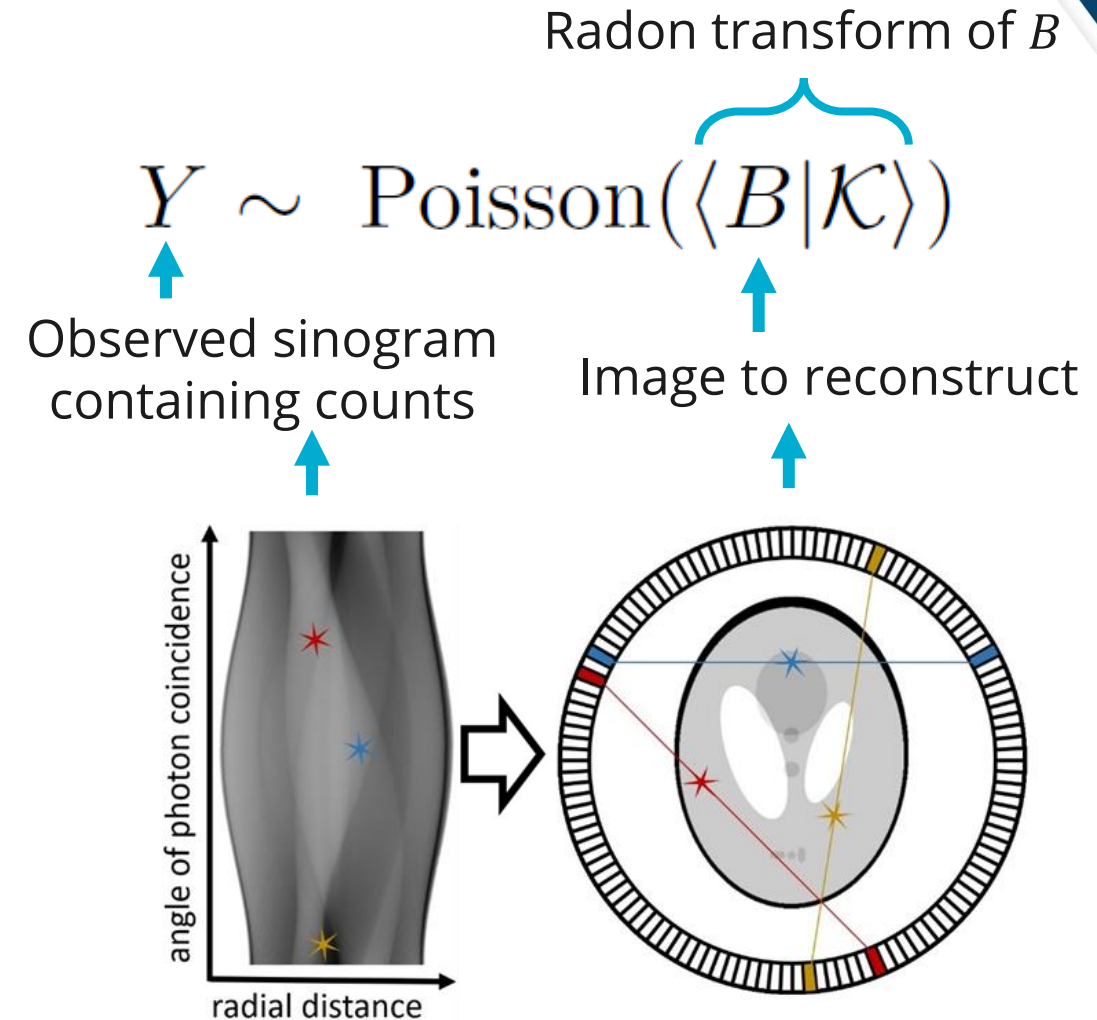 Radon transform of B
Y ∼ Poisson(⟨B|𝒦⟩)
Observed sinogram
containing counts
Image to reconstruct
angle of photon coincidence
radial distance